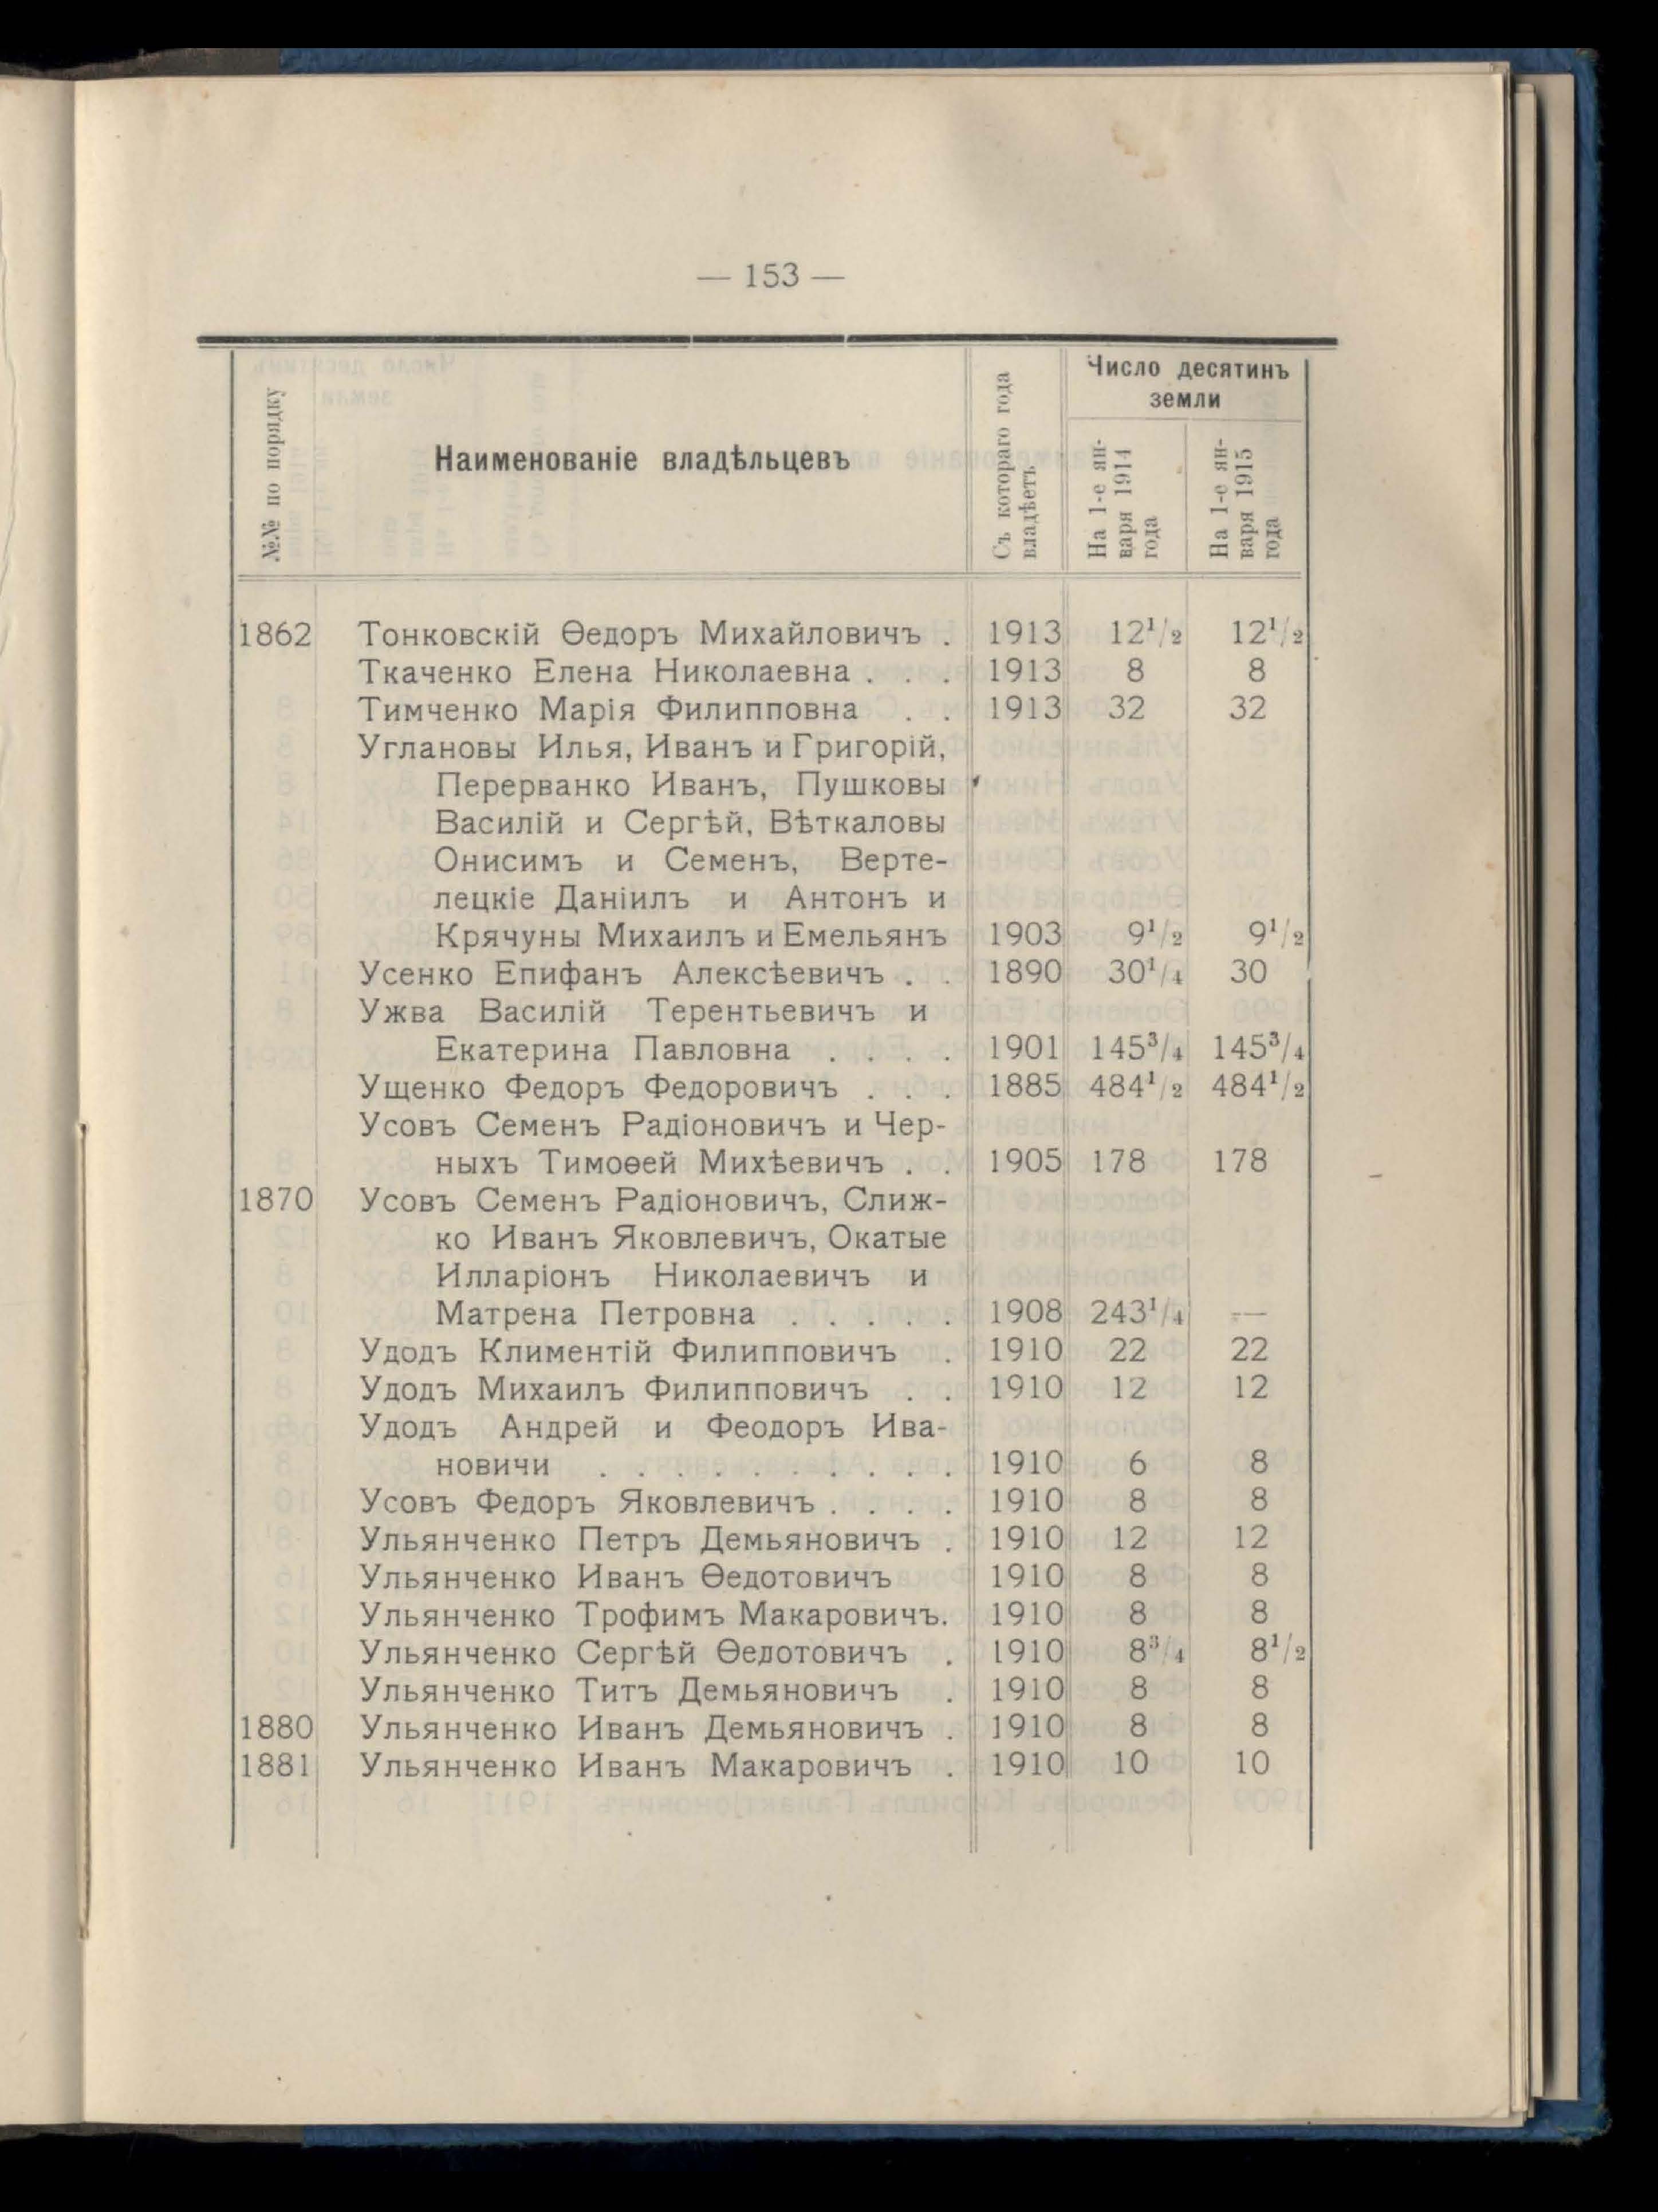 — 153 —
№№ по порядку
Наименованіе владѣльцевъ
Съ котораго года
владѣетъ
Число десятинъ
земли
На 1-е ян-
варя 1914
года
На 1-е ян-
варя 1915
года
1862 Тонковскій Ѳедоръ Михайловичъ . 1913 12¹/₂ 12¹/₂
Ткаченко Елена Николаевна . . . 1913 8 8
Тимченко Марія Филипповна . . 1913 32 32
Углановы Илья, Иванъ и Григорій,
Перерванко Иванъ, Пушковы
Василій и Сергѣй, Вѣткаловы
Онисимъ и Семенъ, Верте-
лецкіе Даніилъ и Антонъ и
Крячуны Михаилъ и Емельянъ 1903 9¹/₂ 9¹/₂
Усенко Епифанъ Алексѣевичъ . . 1890 30¹/₄ 30
Ужва Василій Терентьевичъ и
Екатерина Павловна . . . . 1901 145³/₄ 145³/₄
Ущенко Федоръ Федоровичъ . . . 1885 484¹/₂ 484¹/₂
Усовъ Семенъ Радіоновичъ и Чер-
ныхъ Тимоѳей Михѣевичъ . . 1905 178 178
1870 Усовъ Семенъ Радіоновичъ, Слиж-
ко Иванъ Яковлевичъ, Окатые
Илларіонъ Николаевичъ и
Матрена Петровна . . . . . 1908 243¹/₄ —
Удодъ Климентій Филипповичъ . 1910 22 22
Удодъ Михаилъ Филипповичъ . . 1910 12 12
Удодъ Андрей и Феодоръ Ива-
новичи . . . . . . . . . . 1910 6 8
Усовъ Федоръ Яковлевичъ . . . . 1910 8 8
Ульянченко Петръ Демьяновичъ . 1910 12 12
Ульянченко Иванъ Ѳедотовичъ 1910 8 8
Ульянченко Трофимъ Макаровичъ. 1910 8 8
Ульянченко Сергѣй Ѳедотовичъ . 1910 8³/₄ 8¹/₂
Ульянченко Титъ Демьяновичъ . 1910 8 8
1880 Ульянченко Иванъ Демьяновичъ . 1910 8 8
1881 Ульянченко Иванъ Макаровичъ . 1910 10 10